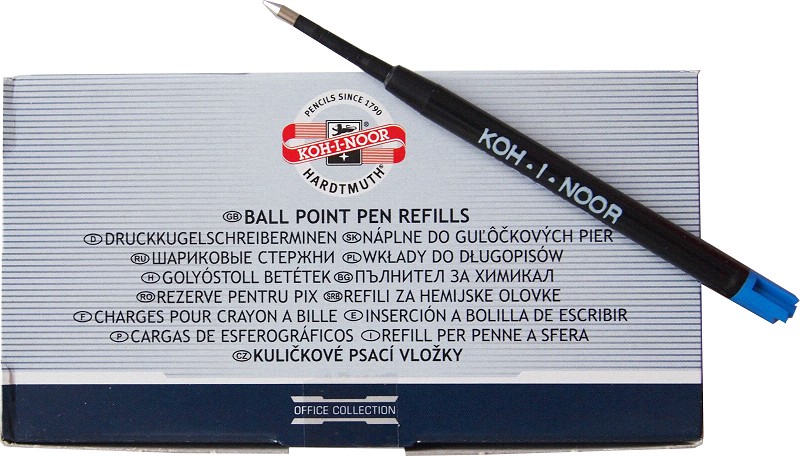 PENCILS SINCE 1790
KOH-I-NOOR®
HARDTMUTH®
KOH-I-NOOR
GB BALL POINT PEN REFILLS
D DRUCKKUGELSCHREIBERMINEN SK NÁPLNE DO GUĽÔČKOVÝCH PIER
RU ШАРИКОВЫЕ СТЕРЖНИ PL WKŁADY DO DŁUGOPISÓW
H GOLYÓSTOLL BETÉTEK BG ПЪЛНИТЕЛ ЗА ХИМИКАЛ
RO REZERVE PENTRU PIX SRB REFILI ZA HEMIJSKE OLOVKE
F CHARGES POUR CRAYON A BILLE E INSERCIÓN A BOLILLA DE ESCRIBIR
P CARGAS DE ESFEROGRÁFICOS I REFILL PER PENNE A SFERA
CZ KULIČKOVÉ PSACÍ VLOŽKY
OFFICE COLLECTION